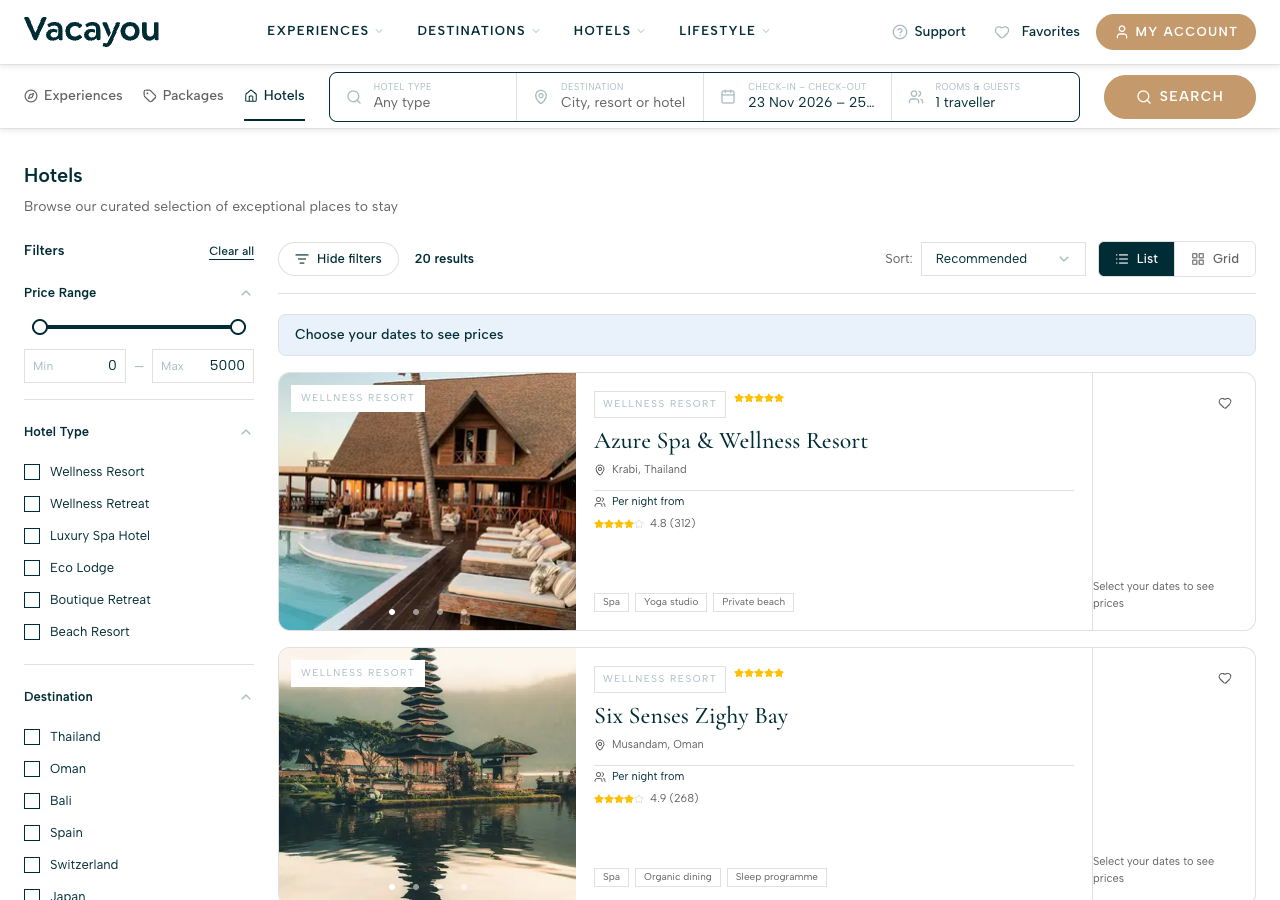 Vacayou
EXPERIENCES
DESTINATIONS
HOTELS
LIFESTYLE
Support
Favorites
MY ACCOUNT
Experiences
Packages
Hotels
HOTEL TYPE
Any type
DESTINATION
City, resort or hotel
CHECK-IN – CHECK-OUT
23 Nov 2026 – 25...
ROOMS & GUESTS
1 traveller
SEARCH
Hotels
Browse our curated selection of exceptional places to stay
Filters
Clear all
Price Range
Min 0 – Max 5000
Hotel Type
Wellness Resort
Wellness Retreat
Luxury Spa Hotel
Eco Lodge
Boutique Retreat
Beach Resort
Destination
Thailand
Oman
Bali
Spain
Switzerland
Japan
Hide filters
20 results
Sort:
Recommended
List
Grid
Choose your dates to see prices
WELLNESS RESORT
WELLNESS RESORT
Azure Spa & Wellness Resort
Krabi, Thailand
Per night from
4.8 (312)
Spa
Yoga studio
Private beach
Select your dates to see
prices
WELLNESS RESORT
WELLNESS RESORT
Six Senses Zighy Bay
Musandam, Oman
Per night from
4.9 (268)
Spa
Organic dining
Sleep programme
Select your dates to see
prices